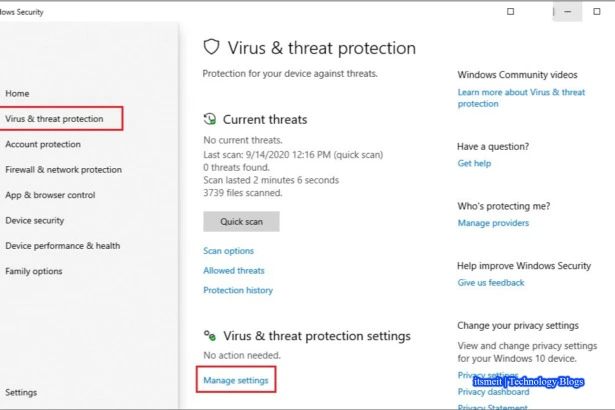 dows Security
Home
Virus & threat protection
Account protection
Firewall & network protection
App & browser control
Device security
Device performance & health
Family options
Settings
Virus & threat protection
Protection for your device against threats.
Current threats
No current threats.
Last scan: 9/14/2020 12:16 PM (quick scan)
0 threats found.
Scan lasted 2 minutes 6 seconds
3739 files scanned.
Quick scan
Scan options
Allowed threats
Protection history
Virus & threat protection settings
No action needed.
Manage settings
Windows Community videos
Learn more about Virus & threat
protection
Have a question?
Get help
Who's protecting me?
Manage providers
Help improve Windows Security
Give us feedback
Change your privacy settings
View and change privacy settings
for your Windows 10 device.
Privacy settings
itsmeit | Technology Blogs
Privacy dashboard
Privacy Statement